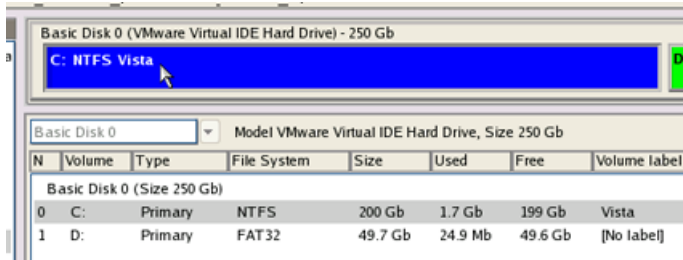 Basic Disk 0 (VMware Virtual IDE Hard Drive) - 250 Gb
C: NTFS Vista D
Basic Disk 0 Model VMware Virtual IDE Hard Drive, Size 250 Gb
N Volume Type File System Size Used Free Volume label
Basic Disk 0 (Size 250 Gb)
0 C: Primary NTFS 200 Gb 1.7 Gb 199 Gb Vista
1 D: Primary FAT32 49.7 Gb 24.9 Mb 49.6 Gb [No label]